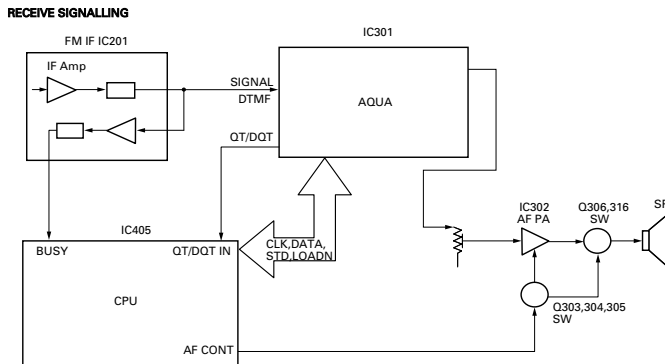 RECEIVE SIGNALLING
FM IF IC201
IF Amp
IC301
AQUA
SIGNAL
DTMF
QT/DQT
IC405
BUSY
QT/DQT IN
CLK,DATA,
STD,LOADN
CPU
AF CONT
IC302
AF PA
Q306,316
SW
SP
Q303,304,305
SW